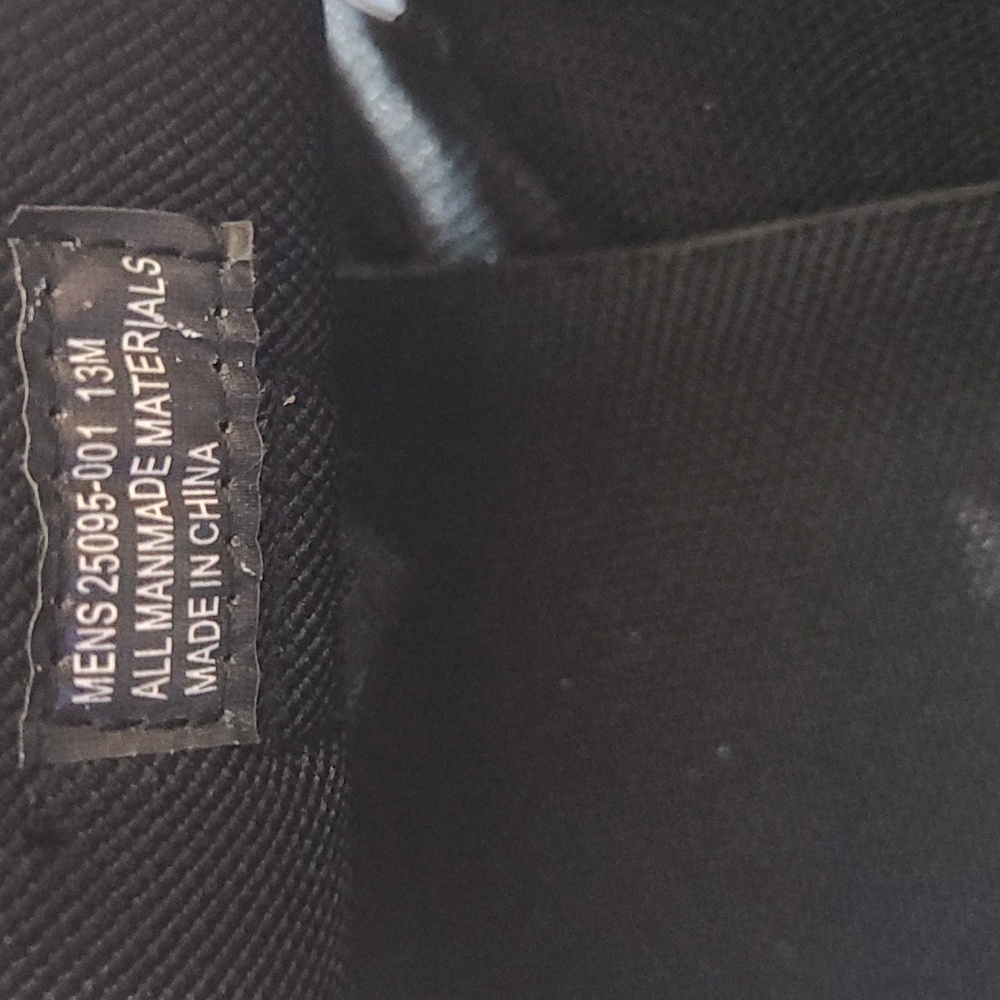 MENS 25095-001 13M
ALL MANMADE MATERIALS
MADE IN CHINA